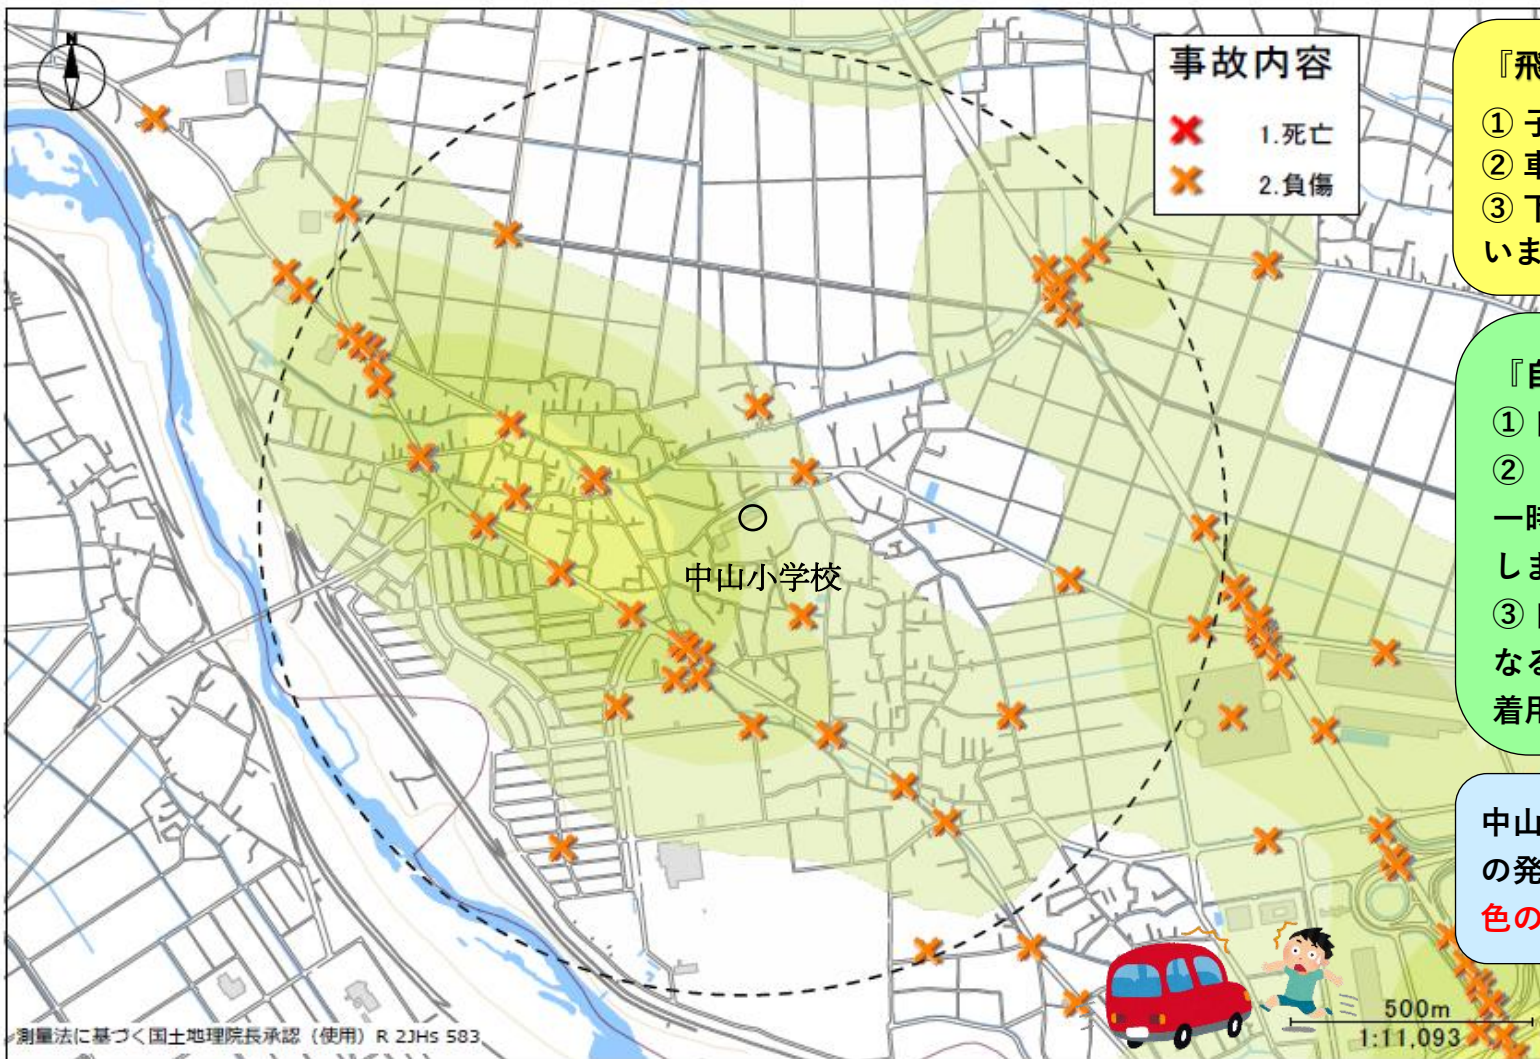 N
事故内容
1.死亡
2.負傷
『飛
① 子
② 車
③
いま
『自
①
②
一時
しま
③
なる
着用
中山
の発
色の
中山小学校
500m
1:11,093
測量法に基づく国土地理院長承認（使用）R 2JHs 583